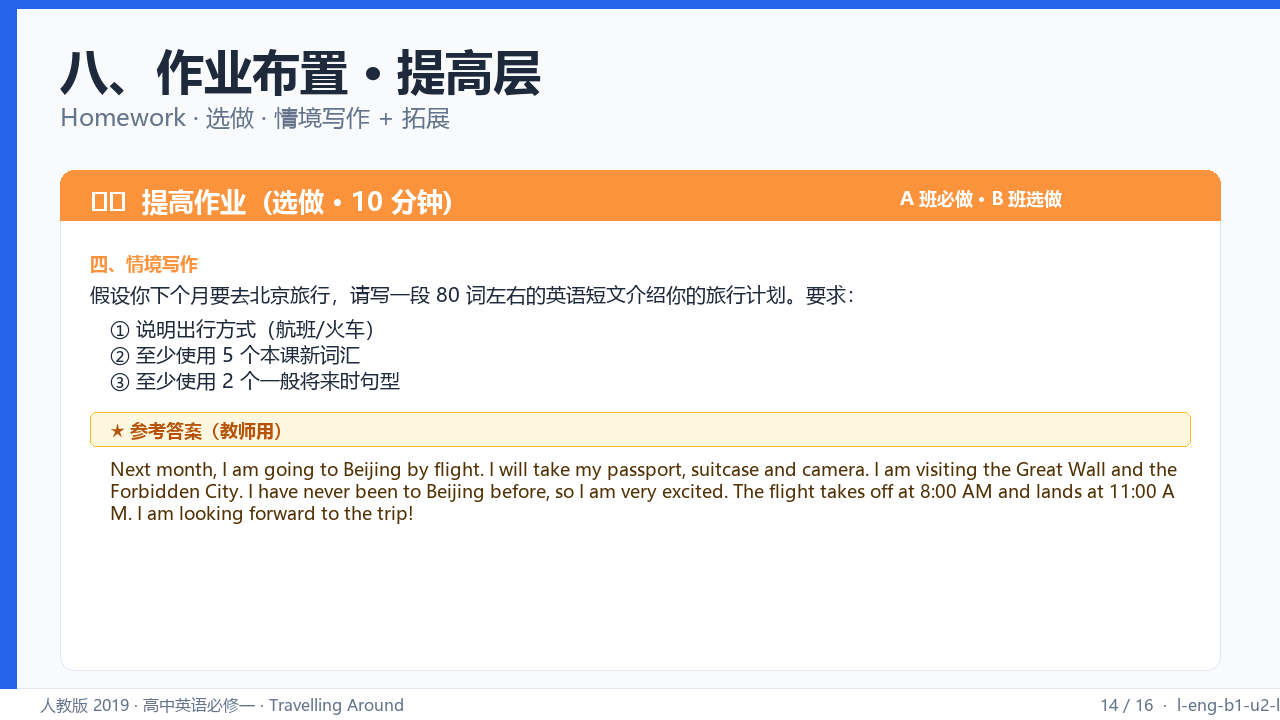 八、作业布置 · 提高层
Homework · 选做 · 情境写作 + 拓展
提高作业（选做 · 10 分钟）
A 班必做 · B 班选做
四、情境写作
假设你下个月要去北京旅行，请写一段 80 词左右的英语短文介绍你的旅行计划。要求：
① 说明出行方式（航班/火车）
② 至少使用 5 个本课新词汇
③ 至少使用 2 个一般将来时句型
★ 参考答案（教师用）
Next month, I am going to Beijing by flight. I will take my passport, suitcase and camera. I am visiting the Great Wall and the
Forbidden City. I have never been to Beijing before, so I am very excited. The flight takes off at 8:00 AM and lands at 11:00 A
M. I am looking forward to the trip!
人教版 2019 · 高中英语必修一 · Travelling Around
14 / 16 · l-eng-b1-u2-l